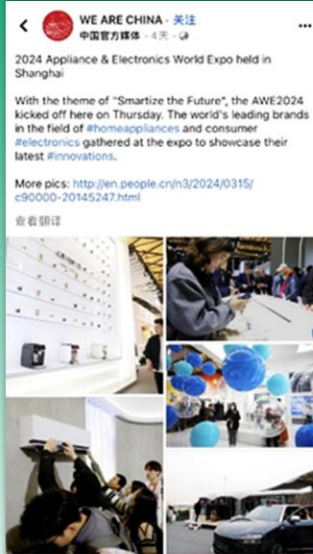 WE ARE CHINA · 关注
中国官方媒体 · 4天 ·
2024 Appliance & Electronics World Expo held in
Shanghai
With the theme of "Smartize the Future", the AWE2024
kicked off here on Thursday. The world's leading brands
in the field of #homeappliances and consumer
#electronics gathered at the expo to showcase their
latest #innovations.
More pics: http://en.people.cn/n3/2024/0315/
c90000-20145247.html
查看翻译